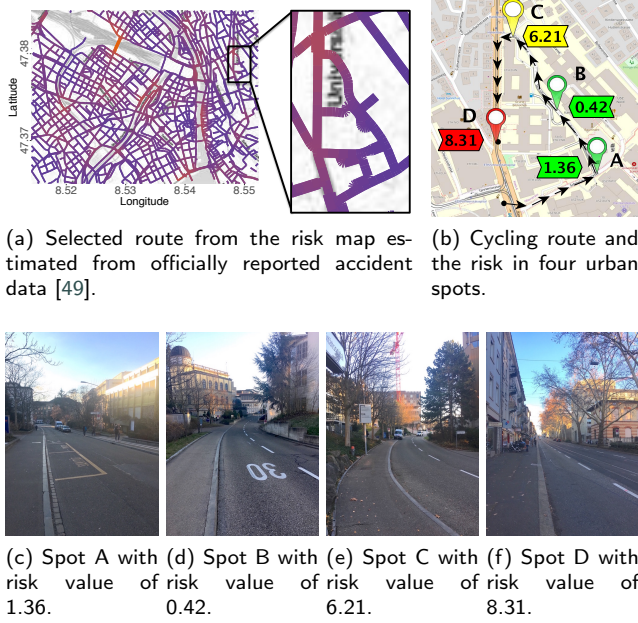 47.38
47.37
Latitude
8.52 8.53 8.54 8.55
Longitude
C
6.21
B
0.42
D
8.31
A
1.36
(a) Selected route from the risk map es-
timated from officially reported accident
data [49].
(b) Cycling route and
the risk in four urban
spots.
30
(c) Spot A with
risk value of
1.36.
(d) Spot B with
risk value of
0.42.
(e) Spot C with
risk value of
6.21.
(f) Spot D with
risk value of
8.31.